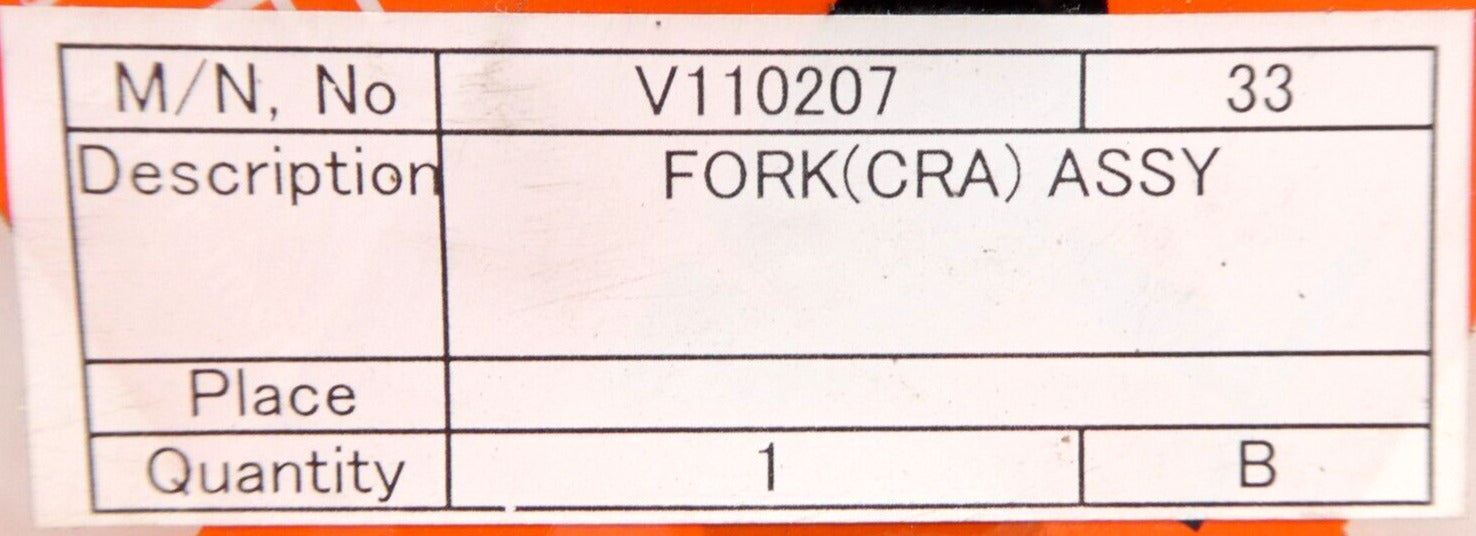 M/N, No V110207 33
Description FORK(CRA) ASSY
Place
Quantity 1 B